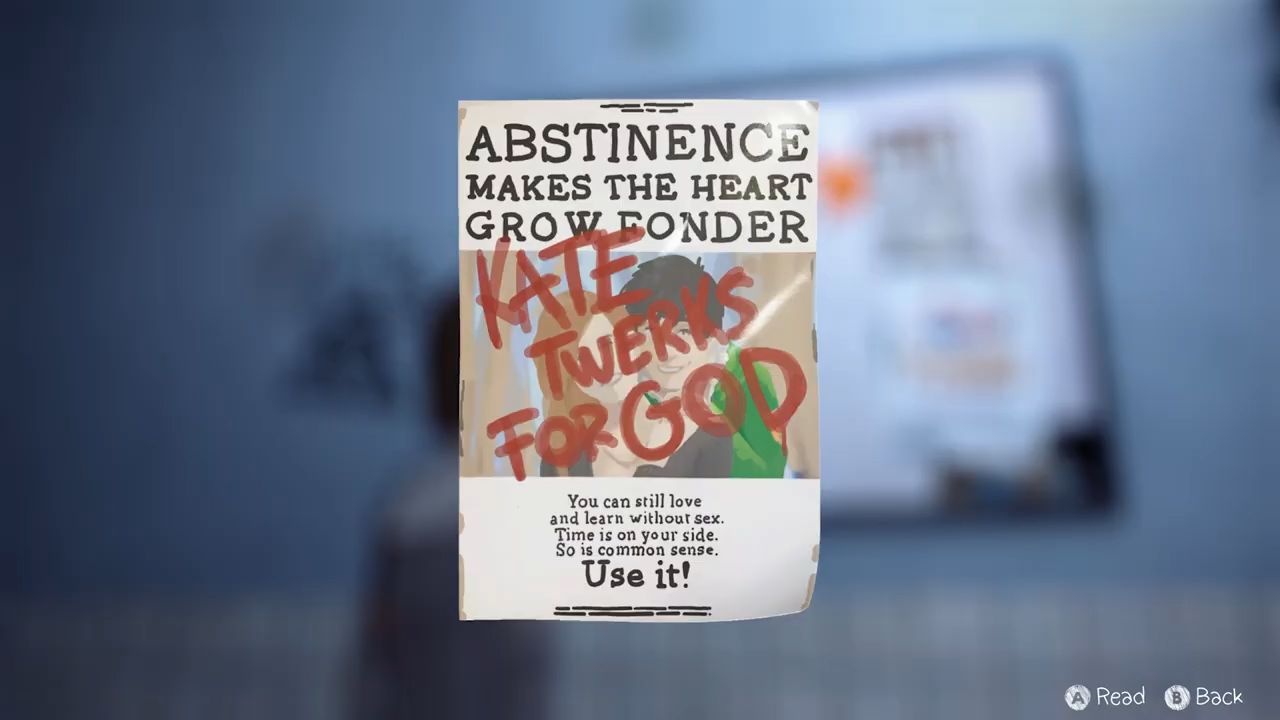 ABSTINENCE
MAKES THE HEART
GROW FONDER
KATE
TWERKS
FOR GOD
You can still love
and learn without sex.
Time is on your side.
So is common sense.
Use it!
A Read B Back